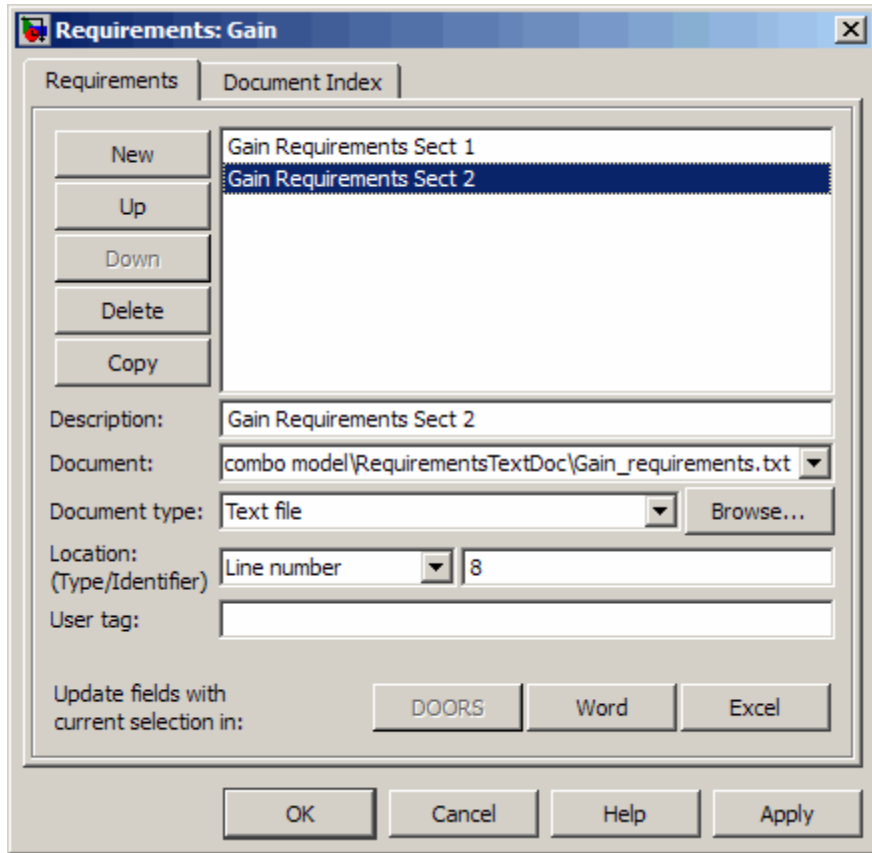 Requirements: Gain
Requirements
Document Index
New
Up
Down
Delete
Copy
Gain Requirements Sect 1
Gain Requirements Sect 2
Description:
Gain Requirements Sect 2
Document:
combo model\RequirementsTextDoc\Gain_requirements.txt
Document type:
Text file
Browse...
Location:
(Type/Identifier)
Line number
8
User tag:
Update fields with
current selection in:
DOORS
Word
Excel
OK
Cancel
Help
Apply